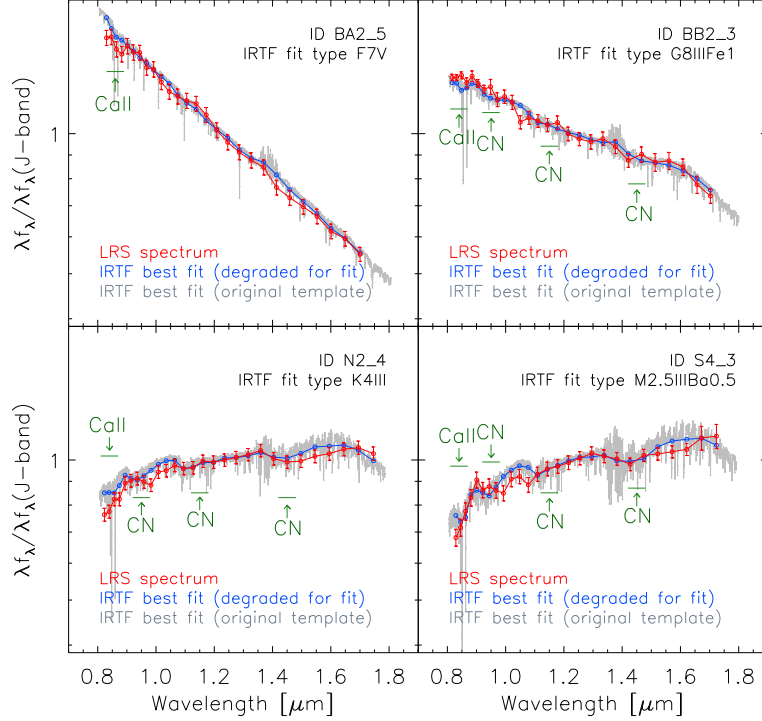 ID BA2_5
IRTF fit type F7V
CaII
1
λf_λ/λf_λ(J-band)
LRS spectrum
IRTF best fit (degraded for fit)
IRTF best fit (original template)
ID BB2_3
IRTF fit type G8IIIFe1
CaII
CN
CN
CN
LRS spectrum
IRTF best fit (degraded for fit)
IRTF best fit (original template)
ID N2_4
IRTF fit type K4III
CaII
1
CN
CN
CN
λf_λ/λf_λ(J-band)
LRS spectrum
IRTF best fit (degraded for fit)
IRTF best fit (original template)
0.8 1.0 1.2 1.4 1.6 1.8
Wavelength [μm]
ID S4_3
IRTF fit type M2.5IIIBa0.5
CaII
CN
CN
CN
LRS spectrum
IRTF best fit (degraded for fit)
IRTF best fit (original template)
0.8 1.0 1.2 1.4 1.6 1.8
Wavelength [μm]